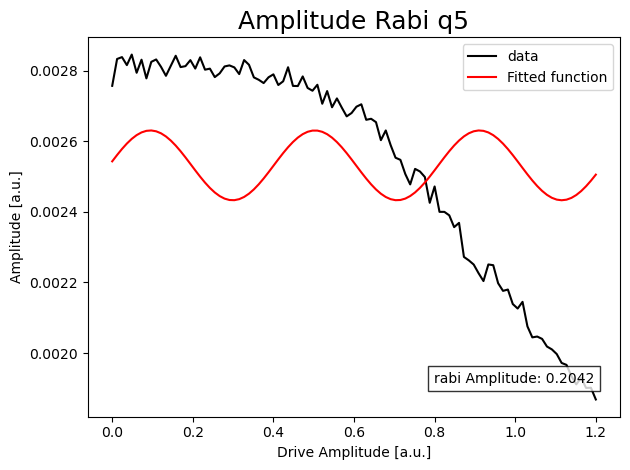 Amplitude Rabi q5
data
Fitted function
Amplitude [a.u.]
0.0028
0.0026
0.0024
0.0022
0.0020
rabi Amplitude: 0.2042
0.0 0.2 0.4 0.6 0.8 1.0 1.2
Drive Amplitude [a.u.]